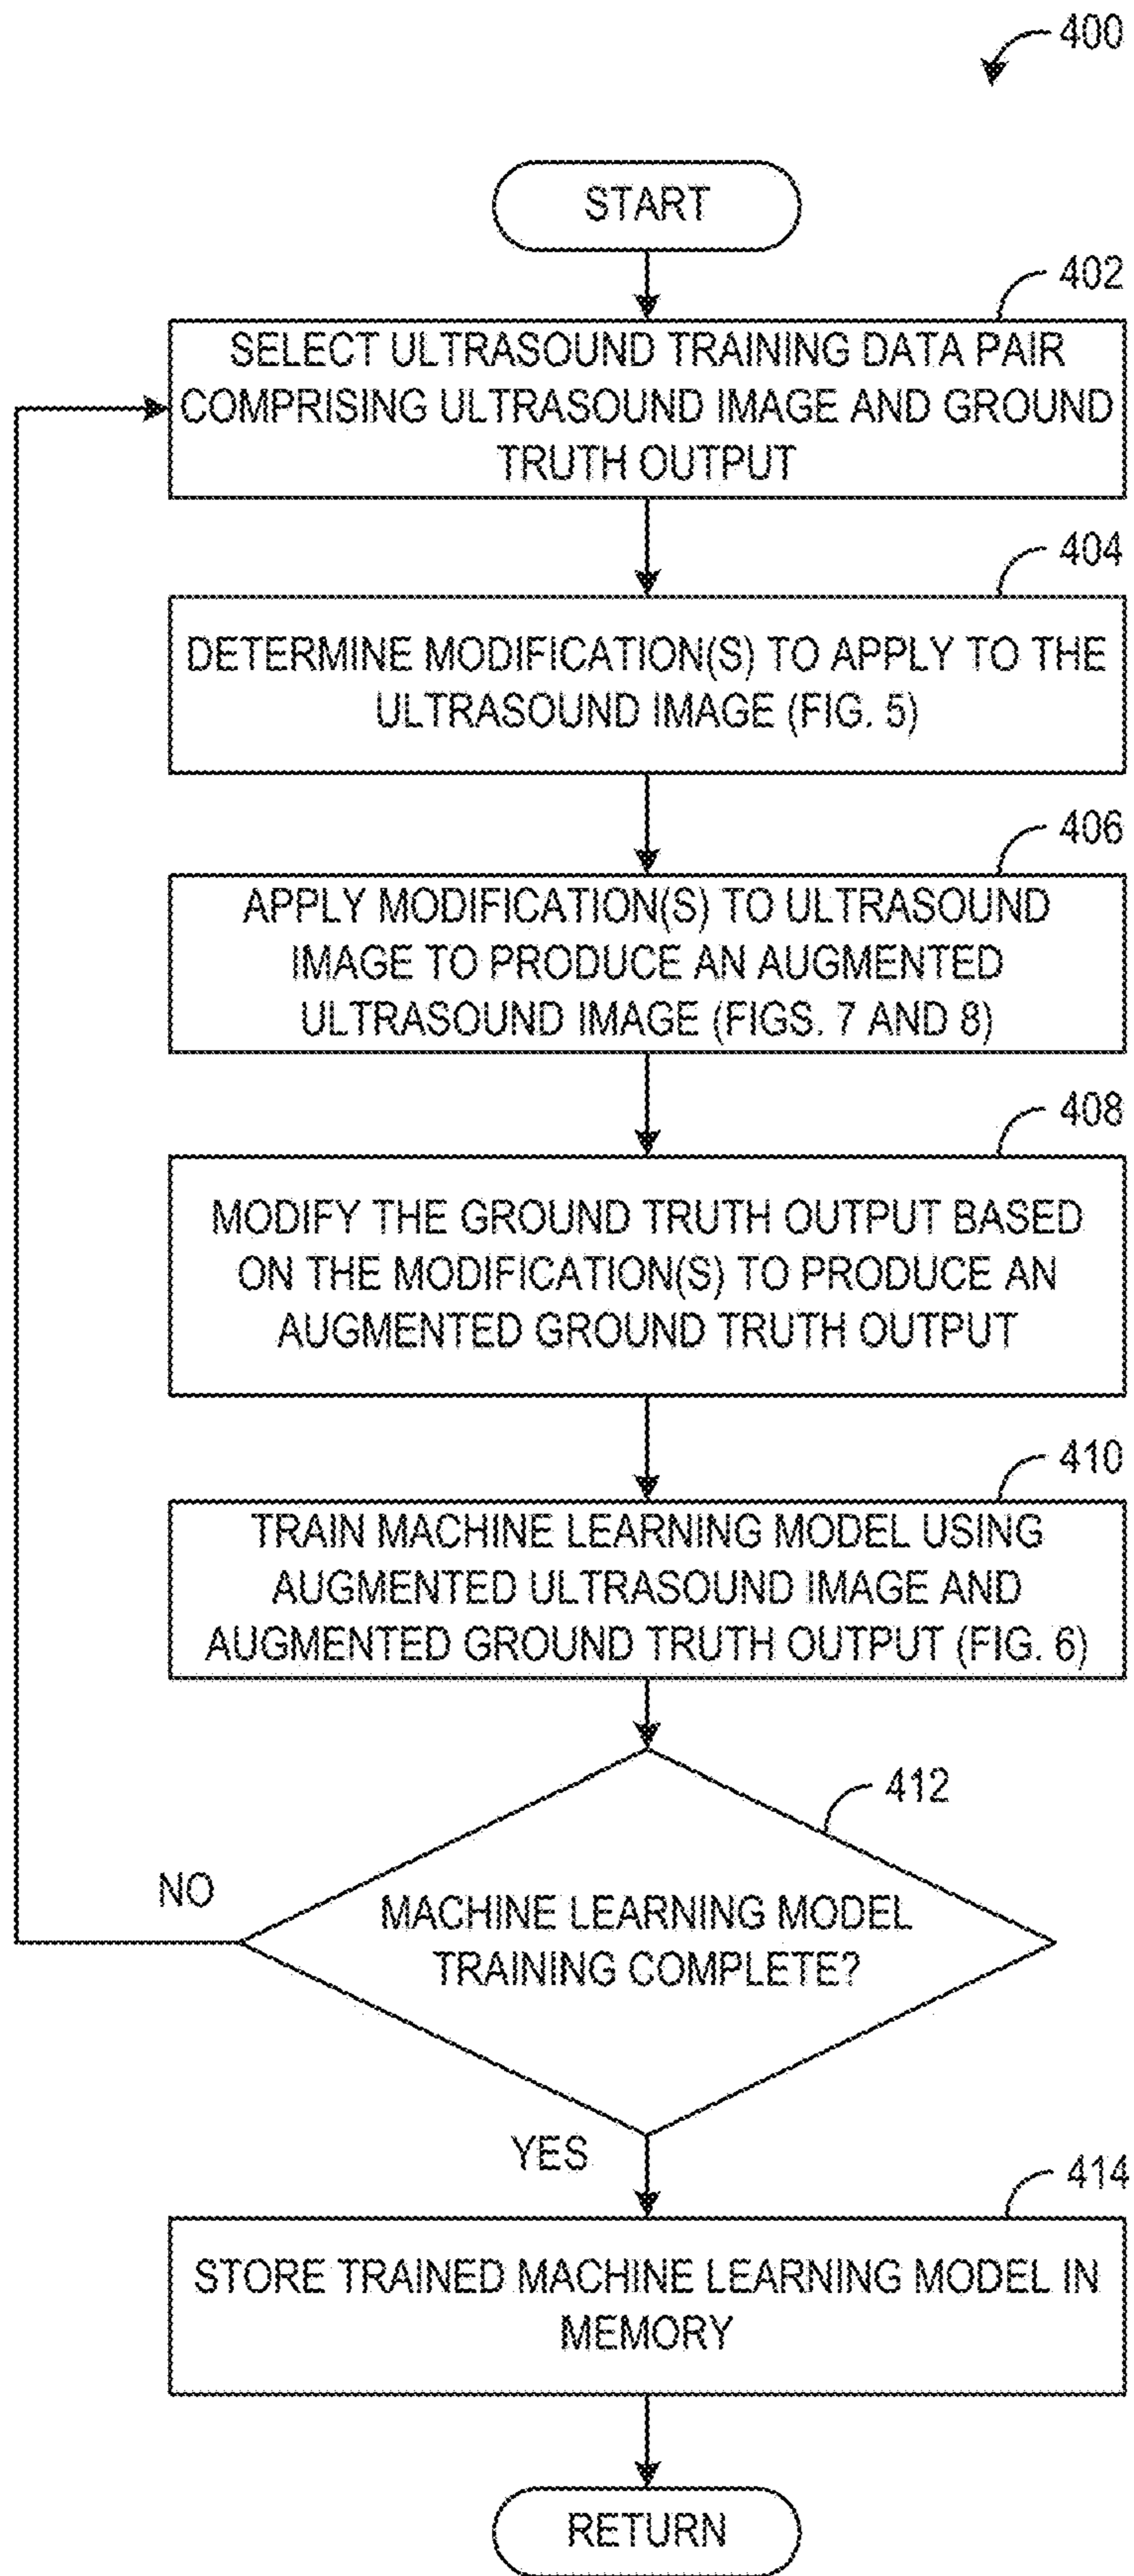 400
START
402
SELECT ULTRASOUND TRAINING DATA PAIR
COMPRISING ULTRASOUND IMAGE AND GROUND
TRUTH OUTPUT
404
DETERMINE MODIFICATION(S) TO APPLY TO THE
ULTRASOUND IMAGE (FIG. 5)
406
APPLY MODIFICATION(S) TO ULTRASOUND
IMAGE TO PRODUCE AN AUGMENTED
ULTRASOUND IMAGE (FIGS. 7 AND 8)
408
MODIFY THE GROUND TRUTH OUTPUT BASED
ON THE MODIFICATION(S) TO PRODUCE AN
AUGMENTED GROUND TRUTH OUTPUT
410
TRAIN MACHINE LEARNING MODEL USING
AUGMENTED ULTRASOUND IMAGE AND
AUGMENTED GROUND TRUTH OUTPUT (FIG. 6)
412
NO
MACHINE LEARNING MODEL
TRAINING COMPLETE?
YES
414
STORE TRAINED MACHINE LEARNING MODEL IN
MEMORY
RETURN